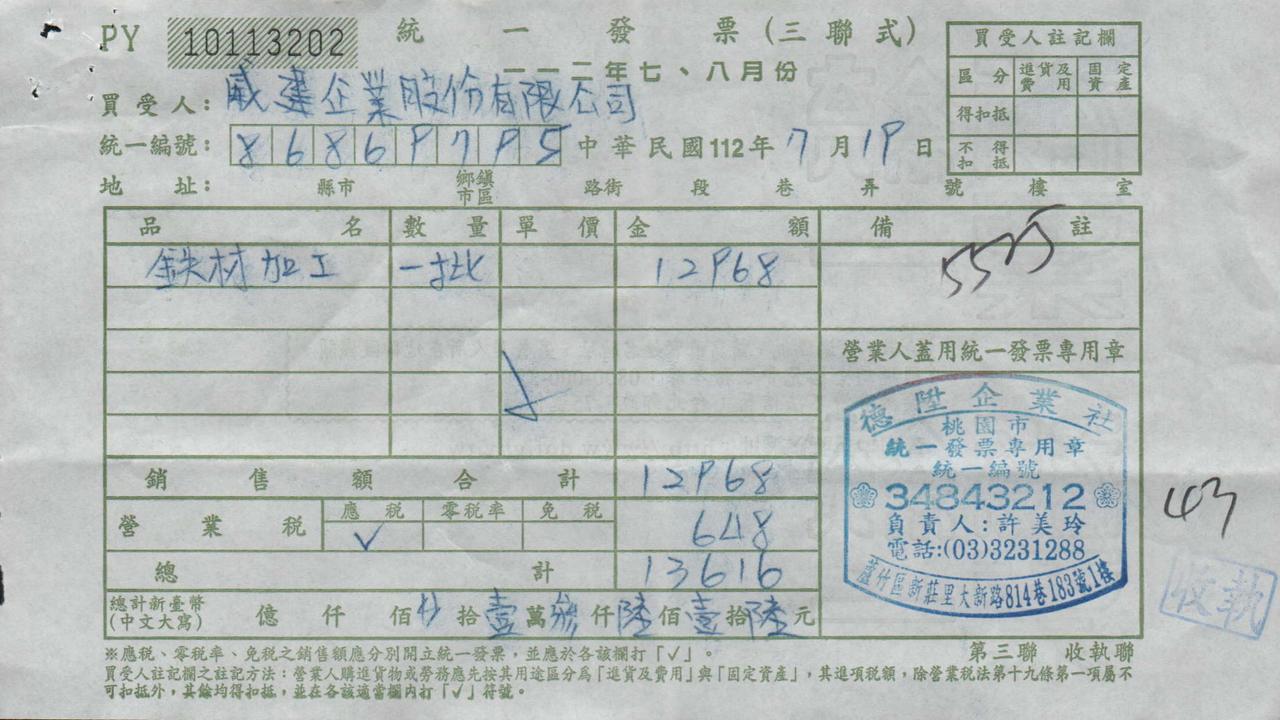 PY 10113202 統一發票(三聯式)
一一二年七、八月份
買受人: 威建企業股份有限公司
統一編號: 86869795 中華民國112年7月19日
地址: 縣市 鄉鎮市區 路街 段 巷 弄 號 樓 室
買受人註記欄
區分 進貨及費用 固定資產
得扣抵
不得扣抵
品名 數量 單價 金額 備註
鉄材加工 一批 12968
營業人蓋用統一發票專用章
銷售額合計 12968
營業稅 應稅 零稅率 免稅
√ 648
總計 13616
總計新臺幣(中文大寫) 億 仟 佰 拾壹萬參仟陸佰壹拾陸元
德陞企業社
桃園市
統一發票專用章
統一編號
34843212
負責人:許美玲
電話:(03)3231288
蘆竹區新莊里大新路814巷183號1樓
收執
第三聯 收執聯
※應稅、零稅率、免稅之銷售額應分別開立統一發票,並應於各該欄打「√」。
買受人註記欄之註記方法:營業人購進貨物或勞務應先按其用途區分為「進貨及費用」與「固定資產」,其進項稅額,除營業稅法第十九條第一項屬不
可扣抵外,其餘均得扣抵,並在各該適當欄內打「√」符號。